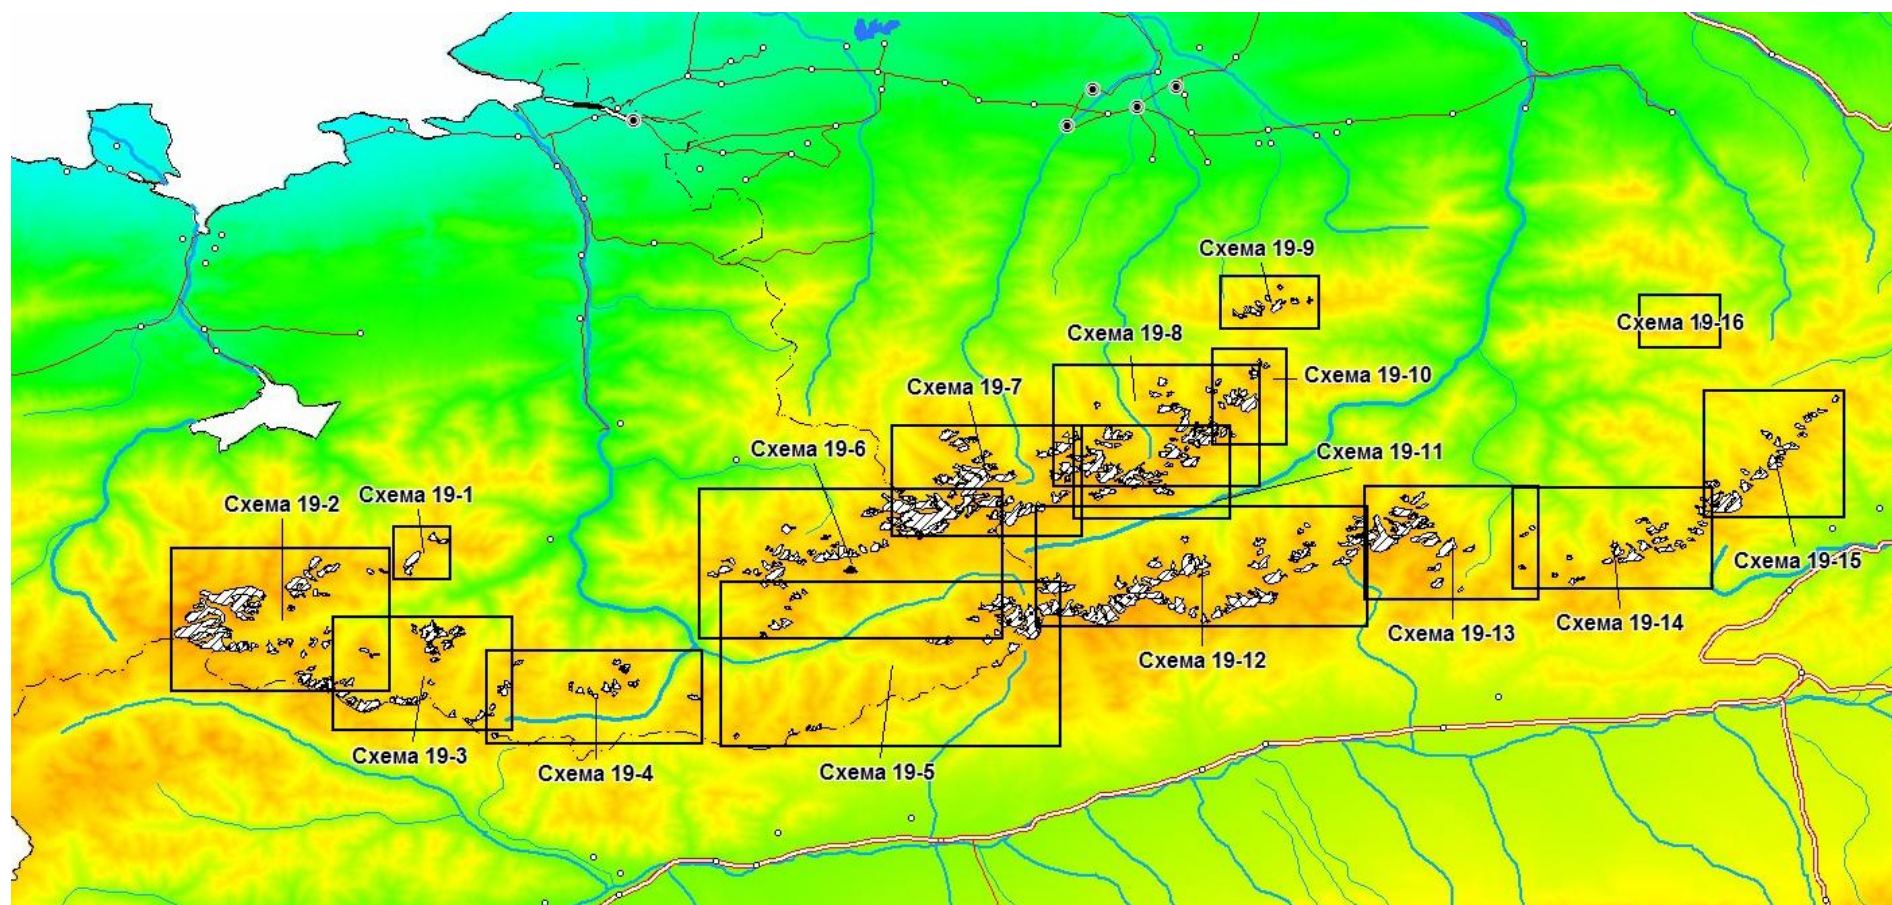 Схема 19-9
Схема 19-16
Схема 19-8
Схема 19-10
Схема 19-7
Схема 19-6
Схема 19-11
Схема 19-1
Схема 19-2
Схема 19-15
Схема 19-14
Схема 19-13
Схема 19-12
Схема 19-3
Схема 19-4
Схема 19-5